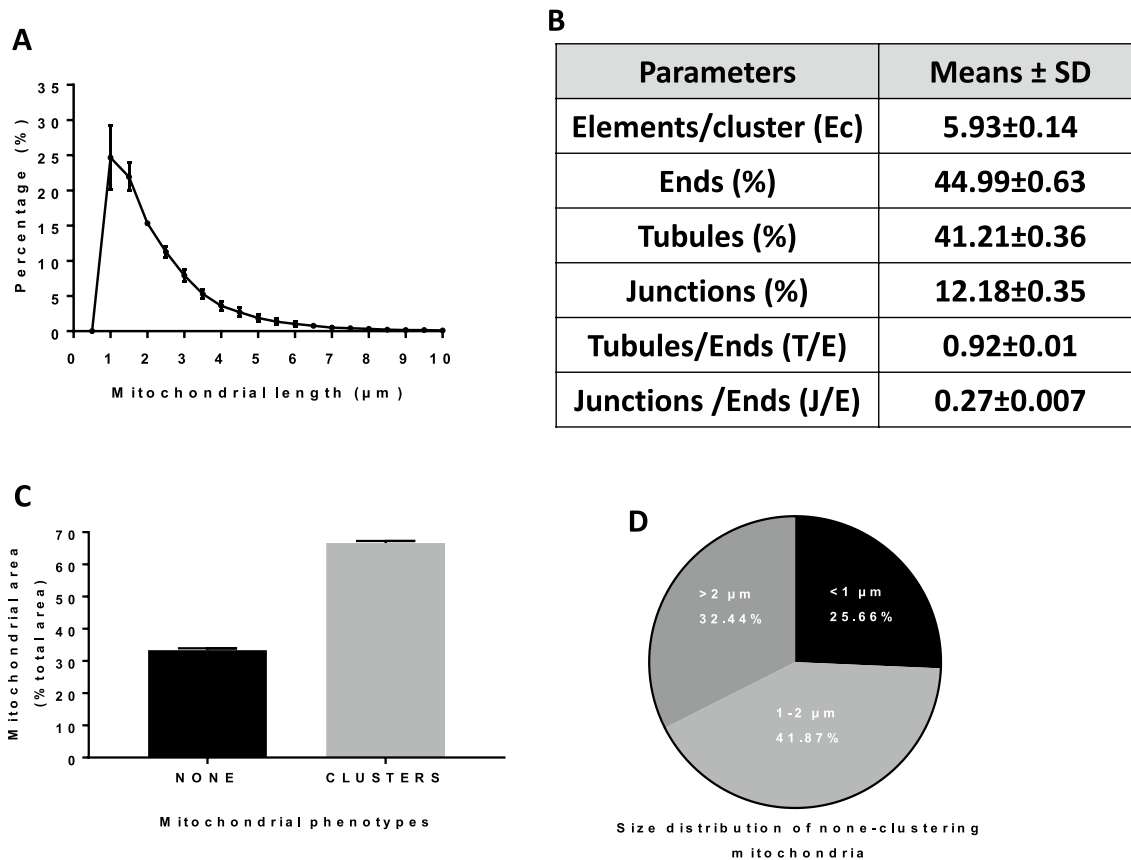 A
Percentage (%)
35
30
25
20
15
10
5
0
0 1 2 3 4 5 6 7 8 9 10
Mitochondrial length (µm)
B
Parameters Means ± SD
Elements/cluster (Ec) 5.93±0.14
Ends (%) 44.99±0.63
Tubules (%) 41.21±0.36
Junctions (%) 12.18±0.35
Tubules/Ends (T/E) 0.92±0.01
Junctions /Ends (J/E) 0.27±0.007
C
Mitochondrial area
(% total area)
70
60
50
40
30
20
10
0
NONE CLUSTERS
Mitochondrial phenotypes
D
>2 µm
32.44%
<1 µm
25.66%
1-2 µm
41.87%
Size distribution of none-clustering
mitochondria